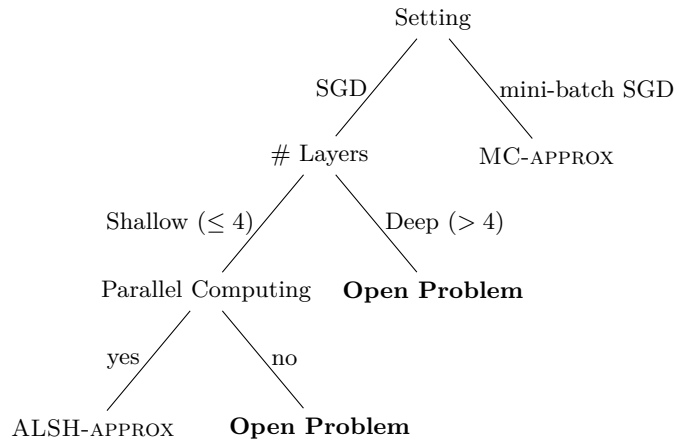 Setting
SGD
mini-batch SGD
# Layers
MC-APPROX
Shallow (≤ 4)
Deep (> 4)
Parallel Computing
Open Problem
yes
no
ALSH-APPROX
Open Problem